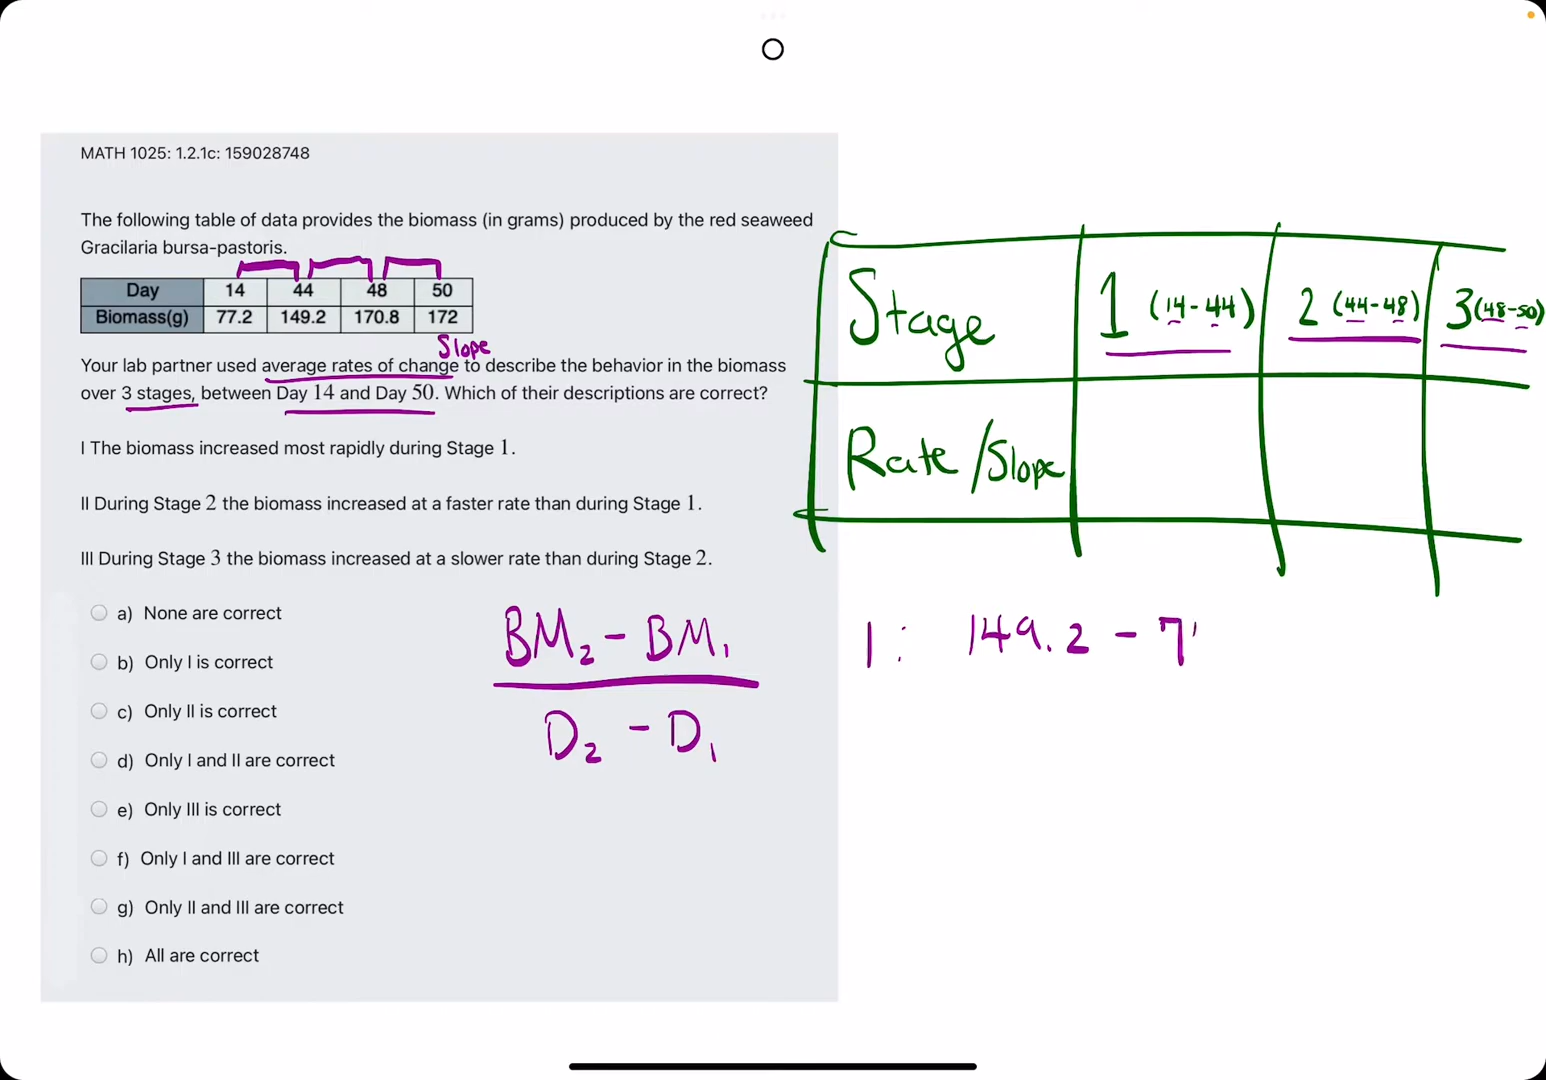 MATH 1025: 1.2.1c: 159028748
The following table of data provides the biomass (in grams) produced by the red seaweed
Gracilaria bursa-pastoris.
Day 14 44 48 50
Biomass(g) 77.2 149.2 170.8 172
Slope
Your lab partner used average rates of change to describe the behavior in the biomass
over 3 stages, between Day 14 and Day 50. Which of their descriptions are correct?
I The biomass increased most rapidly during Stage 1.
II During Stage 2 the biomass increased at a faster rate than during Stage 1.
III During Stage 3 the biomass increased at a slower rate than during Stage 2.
a) None are correct
b) Only I is correct
c) Only II is correct
d) Only I and II are correct
e) Only III is correct
f) Only I and III are correct
g) Only II and III are correct
h) All are correct
BM₂ - BM₁
D₂ - D₁
Stage 1 (14-44) 2 (44-48) 3 (48-50)
Rate/Slope
1: 149.2 - 7